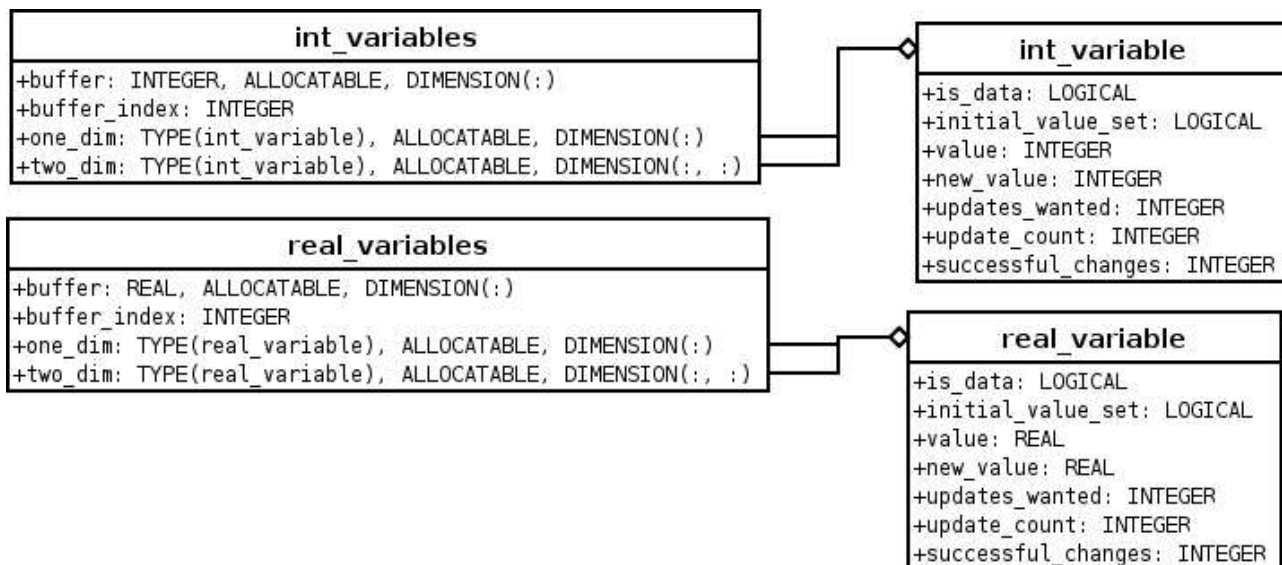 int_variables
+buffer: INTEGER, ALLOCATABLE, DIMENSION(:)
+buffer_index: INTEGER
+one_dim: TYPE(int_variable), ALLOCATABLE, DIMENSION(:)
+two_dim: TYPE(int_variable), ALLOCATABLE, DIMENSION(:, :)
int_variable
+is_data: LOGICAL
+initial_value_set: LOGICAL
+value: INTEGER
+new_value: INTEGER
+updates_wanted: INTEGER
+update_count: INTEGER
+successful_changes: INTEGER
real_variables
+buffer: REAL, ALLOCATABLE, DIMENSION(:)
+buffer_index: INTEGER
+one_dim: TYPE(real_variable), ALLOCATABLE, DIMENSION(:)
+two_dim: TYPE(real_variable), ALLOCATABLE, DIMENSION(:, :)
real_variable
+is_data: LOGICAL
+initial_value_set: LOGICAL
+value: REAL
+new_value: REAL
+updates_wanted: INTEGER
+update_count: INTEGER
+successful_changes: INTEGER